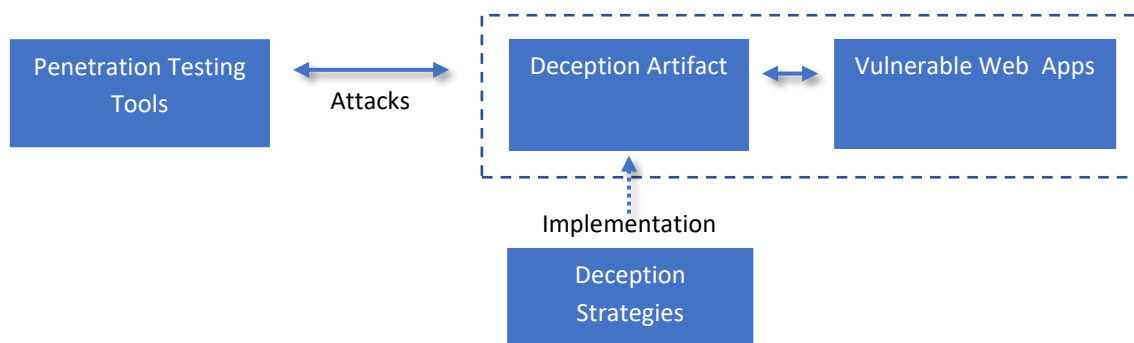 Penetration Testing
Tools
Attacks
Deception Artifact
Vulnerable Web  Apps
Implementation
Deception
Strategies